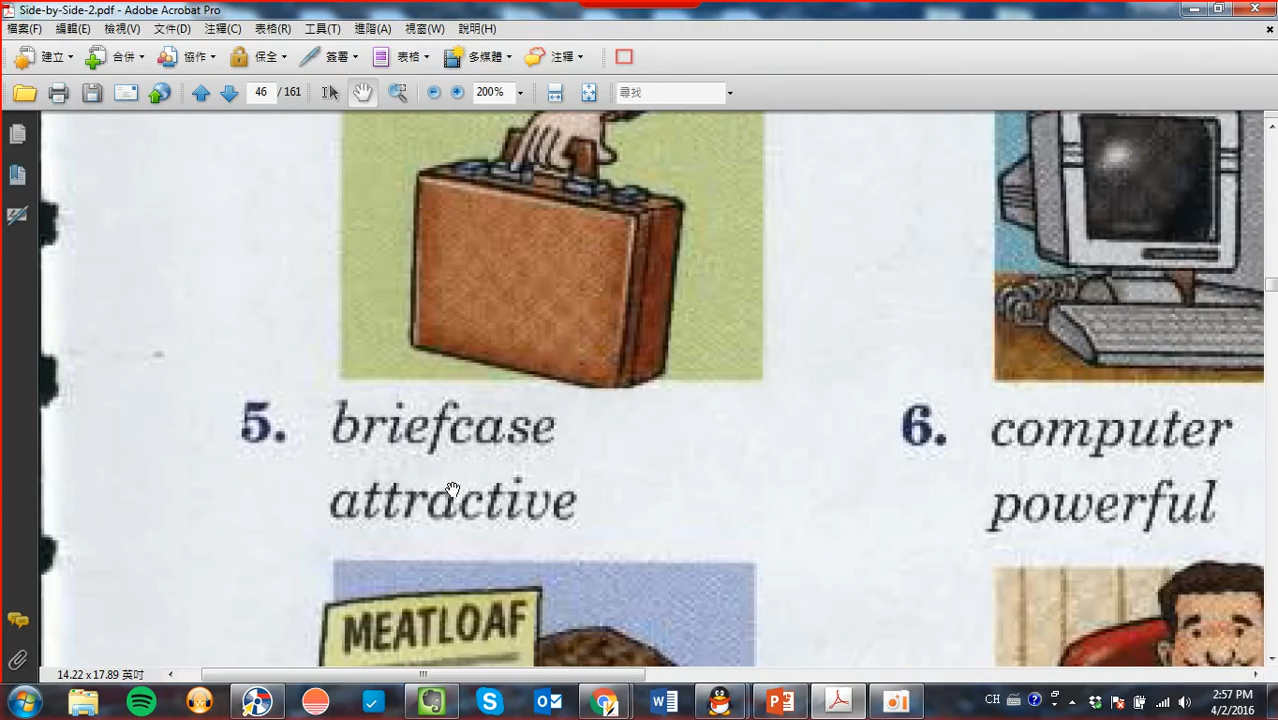 Side-by-Side-2.pdf - Adobe Acrobat Pro
檔案(F) 編輯(E) 檢視(V) 文件(D) 注釋(C) 表格(R) 工具(T) 進階(A) 視窗(W) 說明(H)
建立 合併 協作 保全 簽署 表格 多媒體 注釋
46 / 161 200% 尋找
5. briefcase
attractive
6. computer
powerful
MEATLOAF
14.22 x 17.89 英吋
CH
2:57 PM
4/2/2016